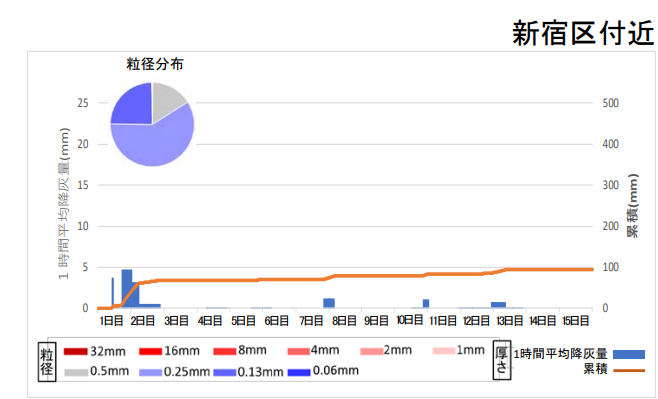 新宿区付近
粒径分布
25
20
15
10
5
0
1時間平均降灰量(mm)
500
400
300
200
100
0
累積(mm)
1日目 2日目 3日目 4日目 5日目 6日目 7日目 8日目 9日目 10日目 11日目 12日目 13日目 14日目 15日目
粒径
32mm 16mm 8mm 4mm 2mm 1mm
0.5mm 0.25mm 0.13mm 0.06mm
厚さ
1時間平均降灰量
累積